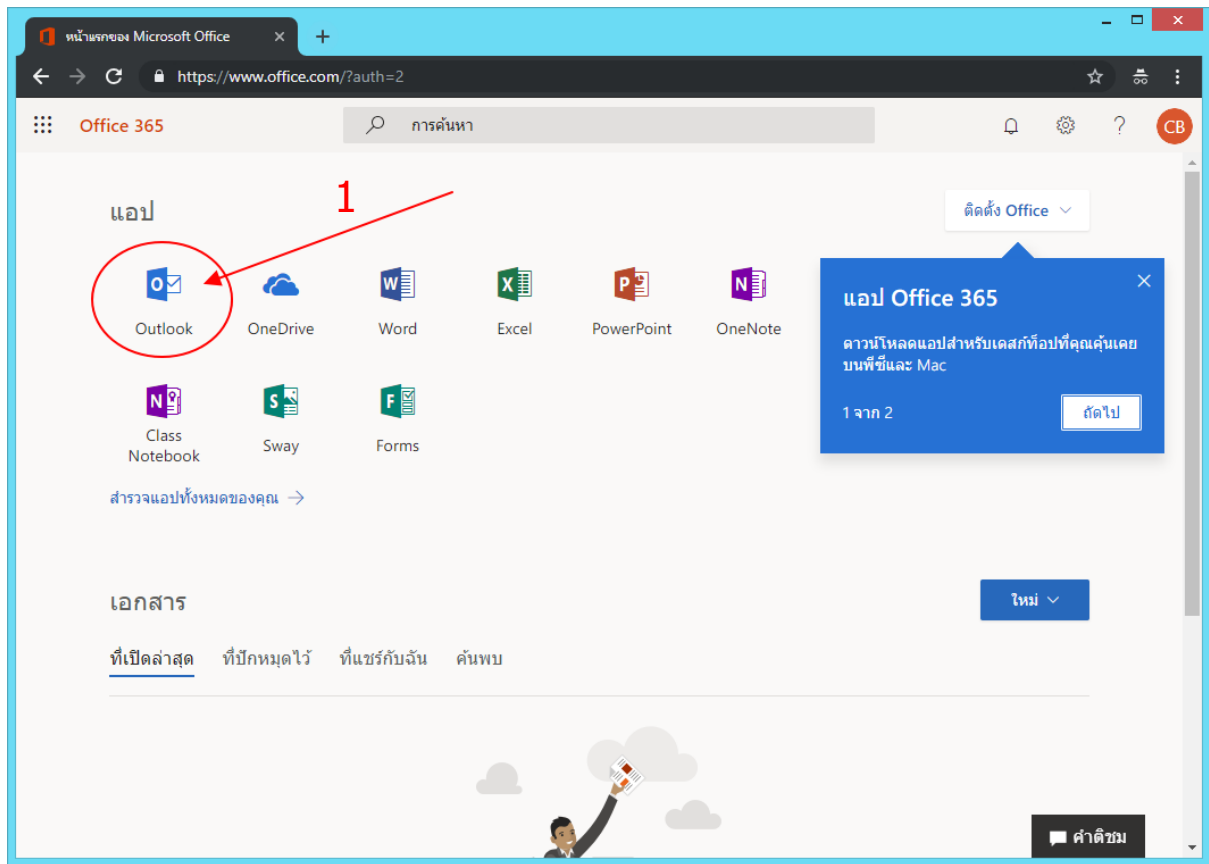 หน้าแรกของ Microsoft Office
https://www.office.com/?auth=2
Office 365
การค้นหา
CB
แอป
1
ติดตั้ง Office
Outlook
OneDrive
Word
Excel
PowerPoint
OneNote
แอป Office 365
ดาวน์โหลดแอปสำหรับเดสก์ท็อปที่คุณคุ้นเคย
บนพีซีและ Mac
1 จาก 2
ถัดไป
Class
Notebook
Sway
Forms
สำรวจแอปทั้งหมดของคุณ
เอกสาร
ใหม่
ที่เปิดล่าสุด
ที่ปักหมุดไว้
ที่แชร์กับฉัน
ค้นพบ
คำติชม